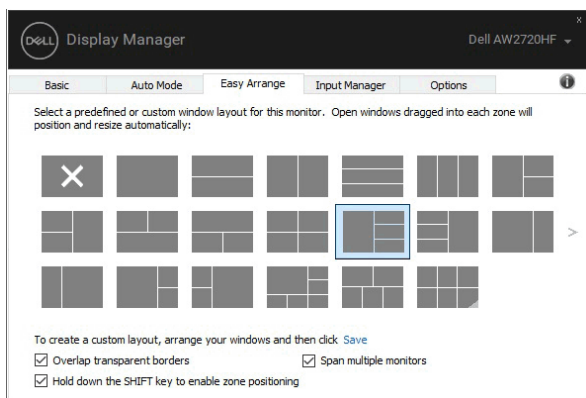 x
DELL Display Manager Dell AW2720HF
Basic Auto Mode Easy Arrange Input Manager Options i
Select a predefined or custom window layout for this monitor. Open windows dragged into each zone will
position and resize automatically:
>
To create a custom layout, arrange your windows and then click Save
Overlap transparent borders Span multiple monitors
Hold down the SHIFT key to enable zone positioning